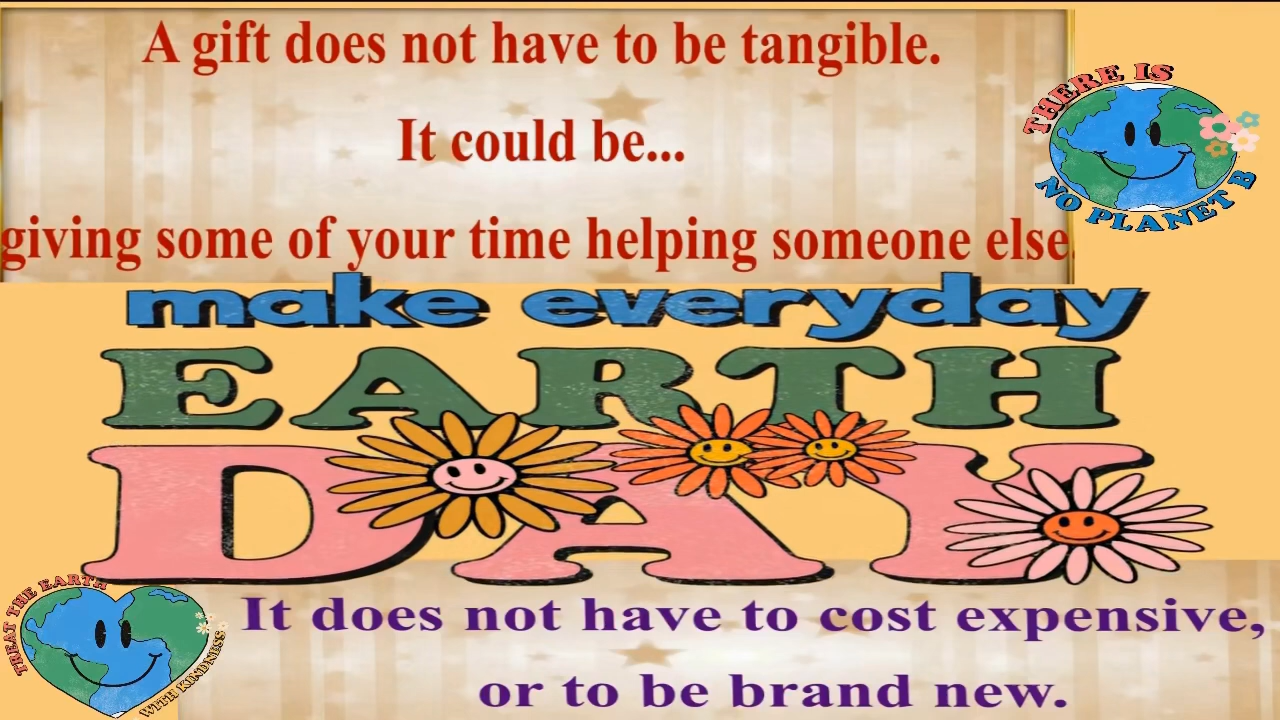 A gift does not have to be tangible.
It could be...
giving some of your time helping someone else.
THERE IS
NO PLANET B
make everyday
EARTH
DAY
TREAT THE EARTH
WITH KINDNESS
It does not have to cost expensive,
or to be brand new.